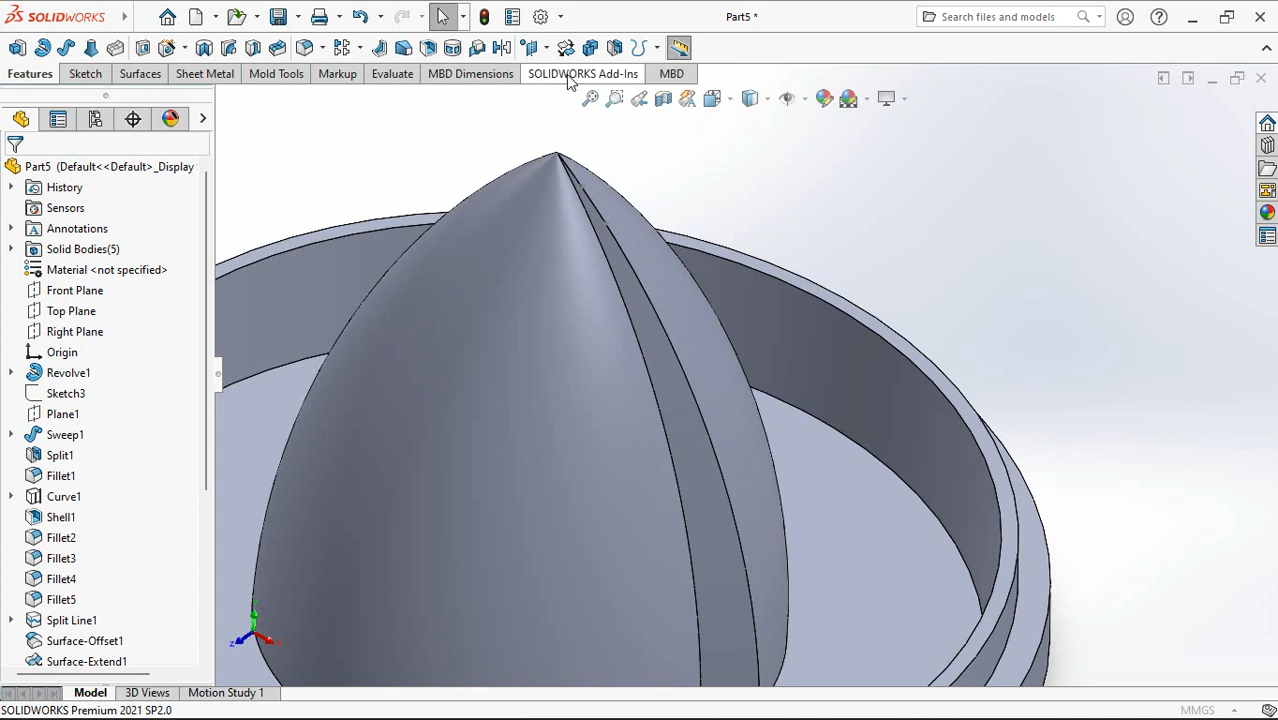 SOLIDWORKS
Part5 *
Search files and models
Features Sketch Surfaces Sheet Metal Mold Tools Markup Evaluate MBD Dimensions SOLIDWORKS Add-Ins MBD
Part5 (Default<<Default>_Display
History
Sensors
Annotations
Solid Bodies(5)
Material <not specified>
Front Plane
Top Plane
Right Plane
Origin
Revolve1
Sketch3
Plane1
Sweep1
Split1
Fillet1
Curve1
Shell1
Fillet2
Fillet3
Fillet4
Fillet5
Split Line1
Surface-Offset1
Surface-Extend1
Z
Model 3D Views Motion Study 1
SOLIDWORKS Premium 2021 SP2.0
MMGS